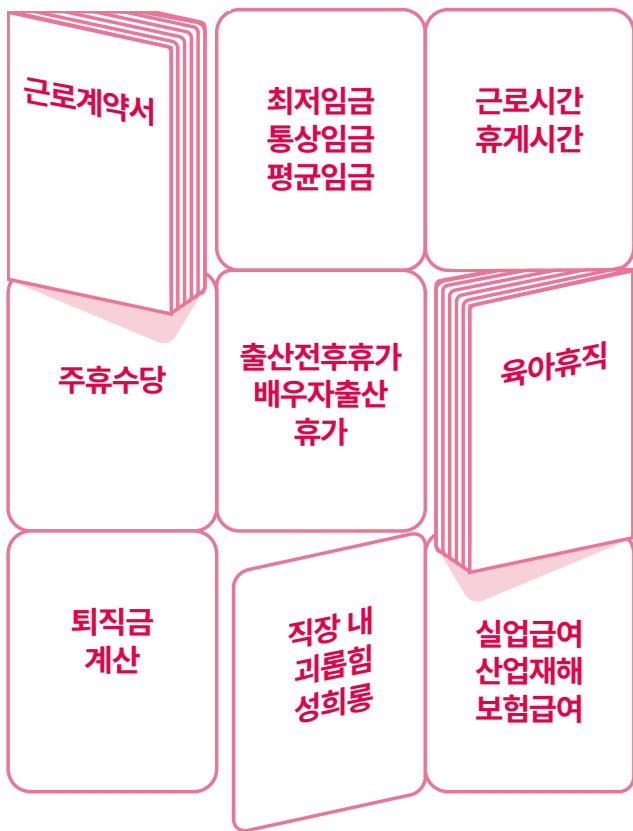 근로계약서
최저임금
통상임금
평균임금
근로시간
휴게시간
주휴수당
출산전후휴가
배우자출산
휴가
육아휴직
퇴직금
계산
직장 내
괴롭힘
성희롱
실업급여
산업재해
보험급여